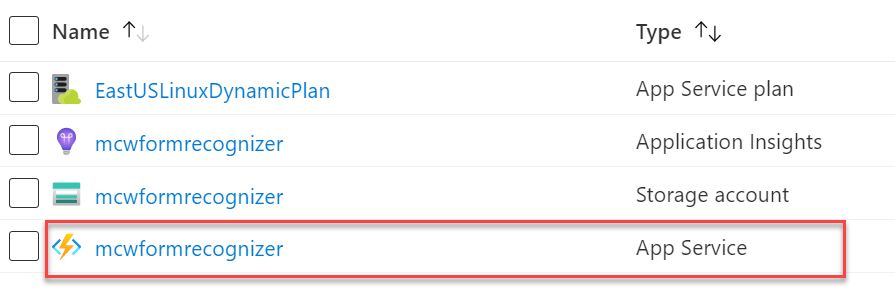 Name ↑↓ Type ↑↓
EastUSLinuxDynamicPlan App Service plan
mcwformrecognizer Application Insights
mcwformrecognizer Storage account
mcwformrecognizer App Service